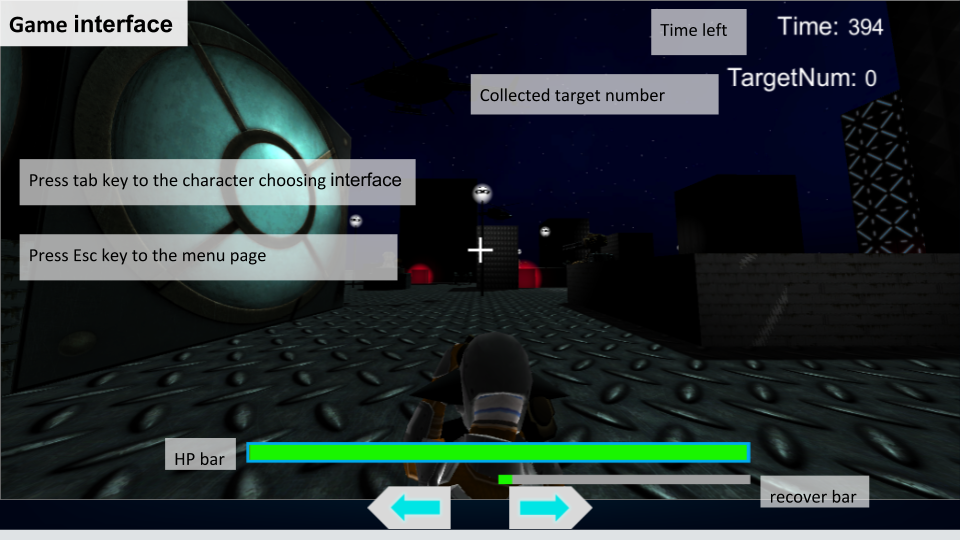 Game interface
Time left
Time: 394
TargetNum: 0
Collected target number
Press tab key to the character choosing interface
Press Esc key to the menu page
HP bar
recover bar